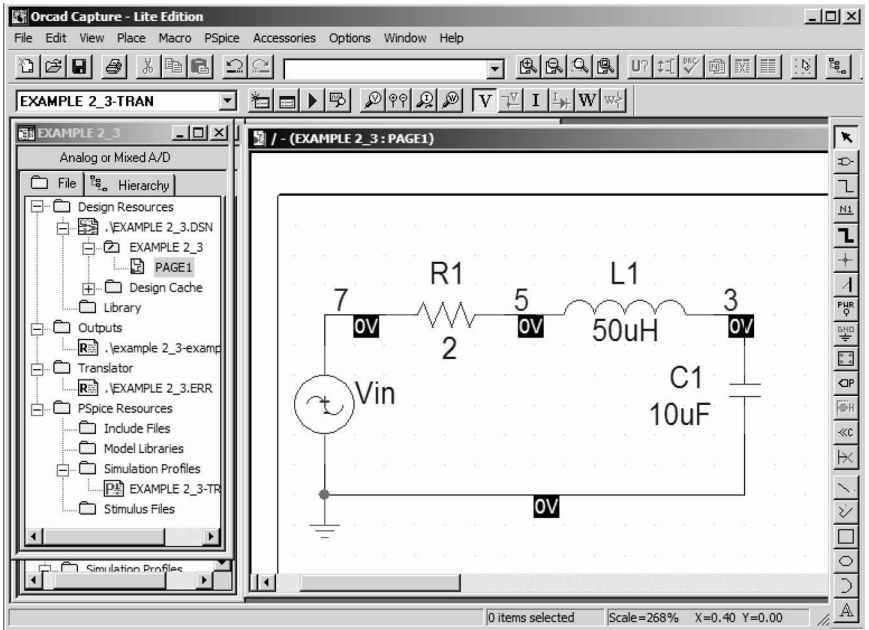 Orcad Capture - Lite Edition
File Edit View Place Macro PSpice Accessories Options Window Help
U?
DRC
EXAMPLE 2_3-TRAN
V I W
EXAMPLE 2_3
Analog or Mixed A/D
File Hierarchy
Design Resources
.\EXAMPLE 2_3.DSN
EXAMPLE 2_3
PAGE1
Design Cache
Library
Outputs
.\example 2_3-examp
Translator
.\EXAMPLE 2_3.ERR
PSpice Resources
Include Files
Model Libraries
Simulation Profiles
EXAMPLE 2_3-TR
Stimulus Files
Simulation Profiles
/ - (EXAMPLE 2_3 : PAGE1)
R1 L1
7 5 3
0V 0V 0V
2 50uH
Vin
C1
10uF
0V
N1
PWR
GND
0 items selected Scale=268% X=0.40 Y=0.00